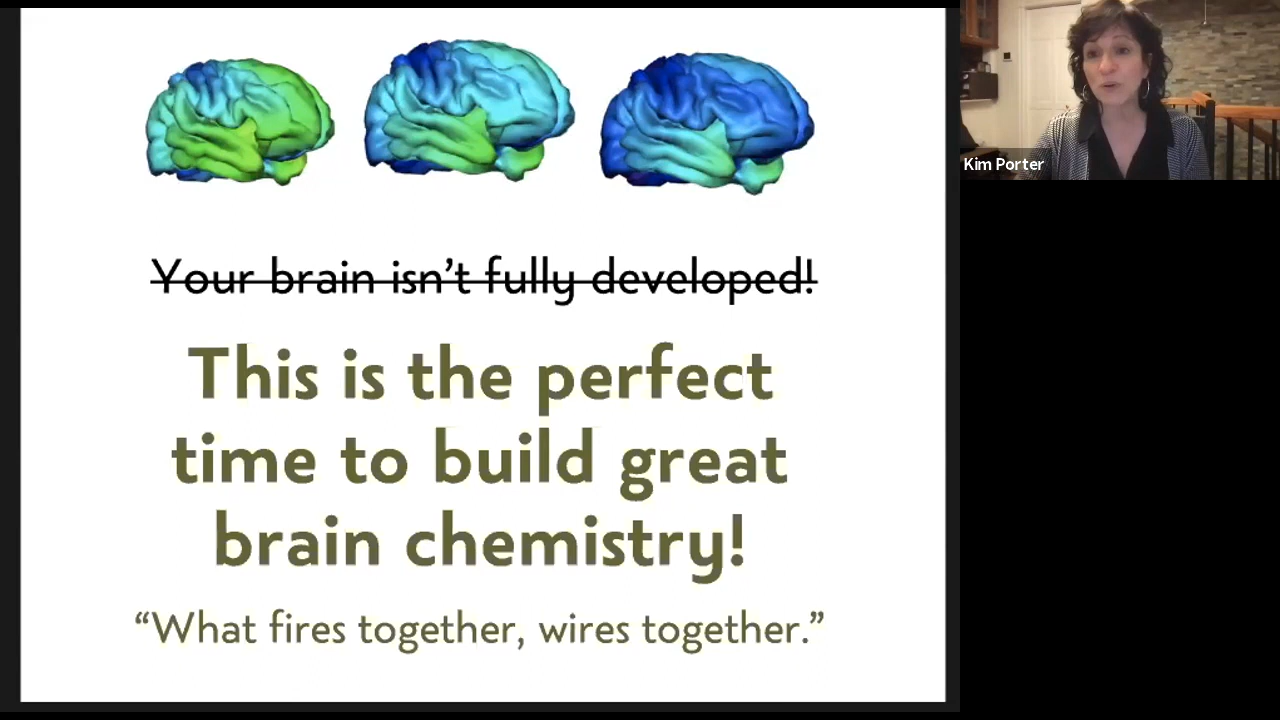 Your brain isn’t fully developed!
This is the perfect
time to build great
brain chemistry!
“What fires together, wires together.”
Kim Porter